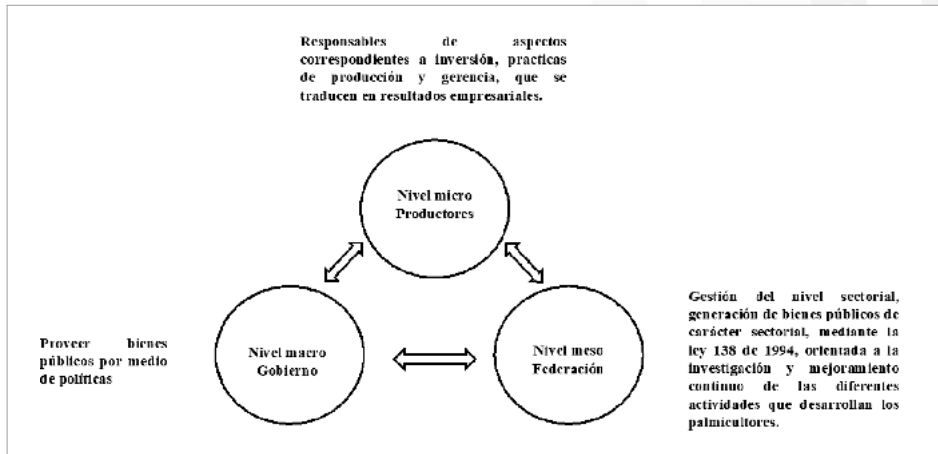 Responsables de aspectos
correspondientes a inversión, practicas
de producción y gerencia, que se
traducen en resultados empresariales.
Nivel micro
Productores
Proveer bienes
públicos por medio
de políticas
Nivel macro
Gobierno
Nivel meso
Federación
Gestión del nivel sectorial,
generación de bienes públicos de
carácter sectorial, mediante la
ley 138 de 1994, orientada a la
investigación y mejoramiento
continuo de las diferentes
actividades que desarrollan los
palmicultores.